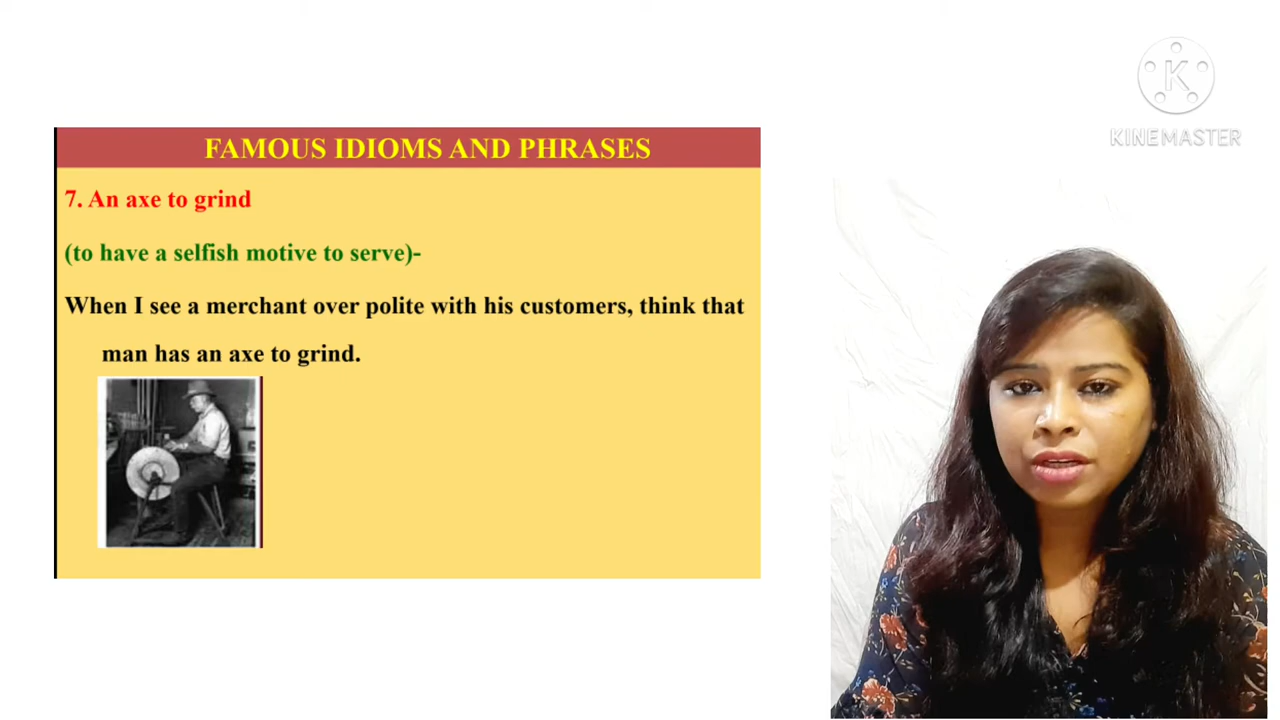 FAMOUS IDIOMS AND PHRASES
7. An axe to grind
(to have a selfish motive to serve)-
When I see a merchant over polite with his customers, think that
man has an axe to grind.
K
KINEMASTER